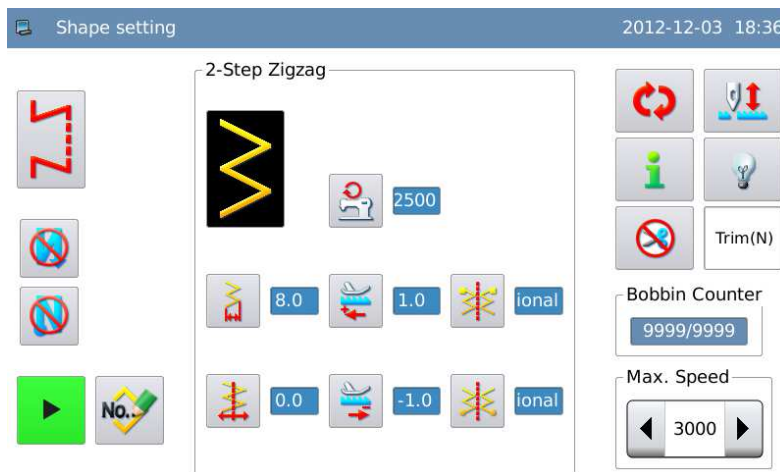 Shape setting 2012-12-03 18:36
2-Step Zigzag
2500
Trim(N)
8.0 1.0 ional
Bobbin Counter
9999/9999
Max. Speed
No..
0.0 -1.0 ional
3000